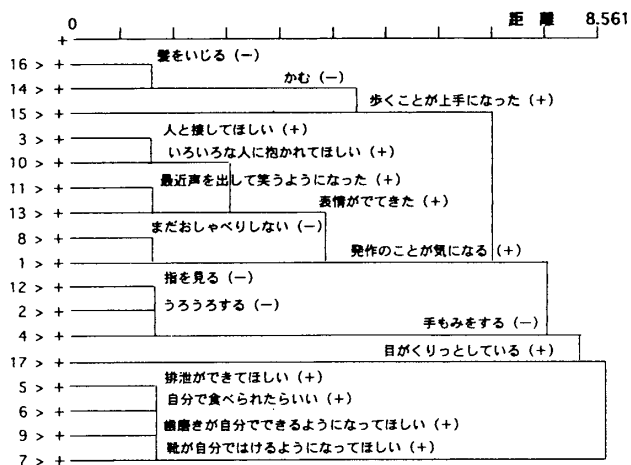 0 距離 8.561
+
16 > + 髪をいじる (−)
14 > + かむ (−)
15 > + 歩くことが上手になった (+)
3 > + 人と接してほしい (+)
10 > + いろいろな人に抱かれてほしい (+)
11 > + 最近声を出して笑うようになった (+)
13 > + 表情がでてきた (+)
8 > + まだおしゃべりしない (−)
1 > + 発作のことが気になる (+)
12 > + 指を見る (−)
2 > + うろうろする (−)
4 > + 手もみをする (−)
17 > + 目がくりっとしている (+)
5 > + 排泄ができてほしい (+)
6 > + 自分で食べられたらいい (+)
9 > + 歯磨きが自分でできるようになってほしい (+)
7 > + 靴が自分ではけるようになってほしい (+)